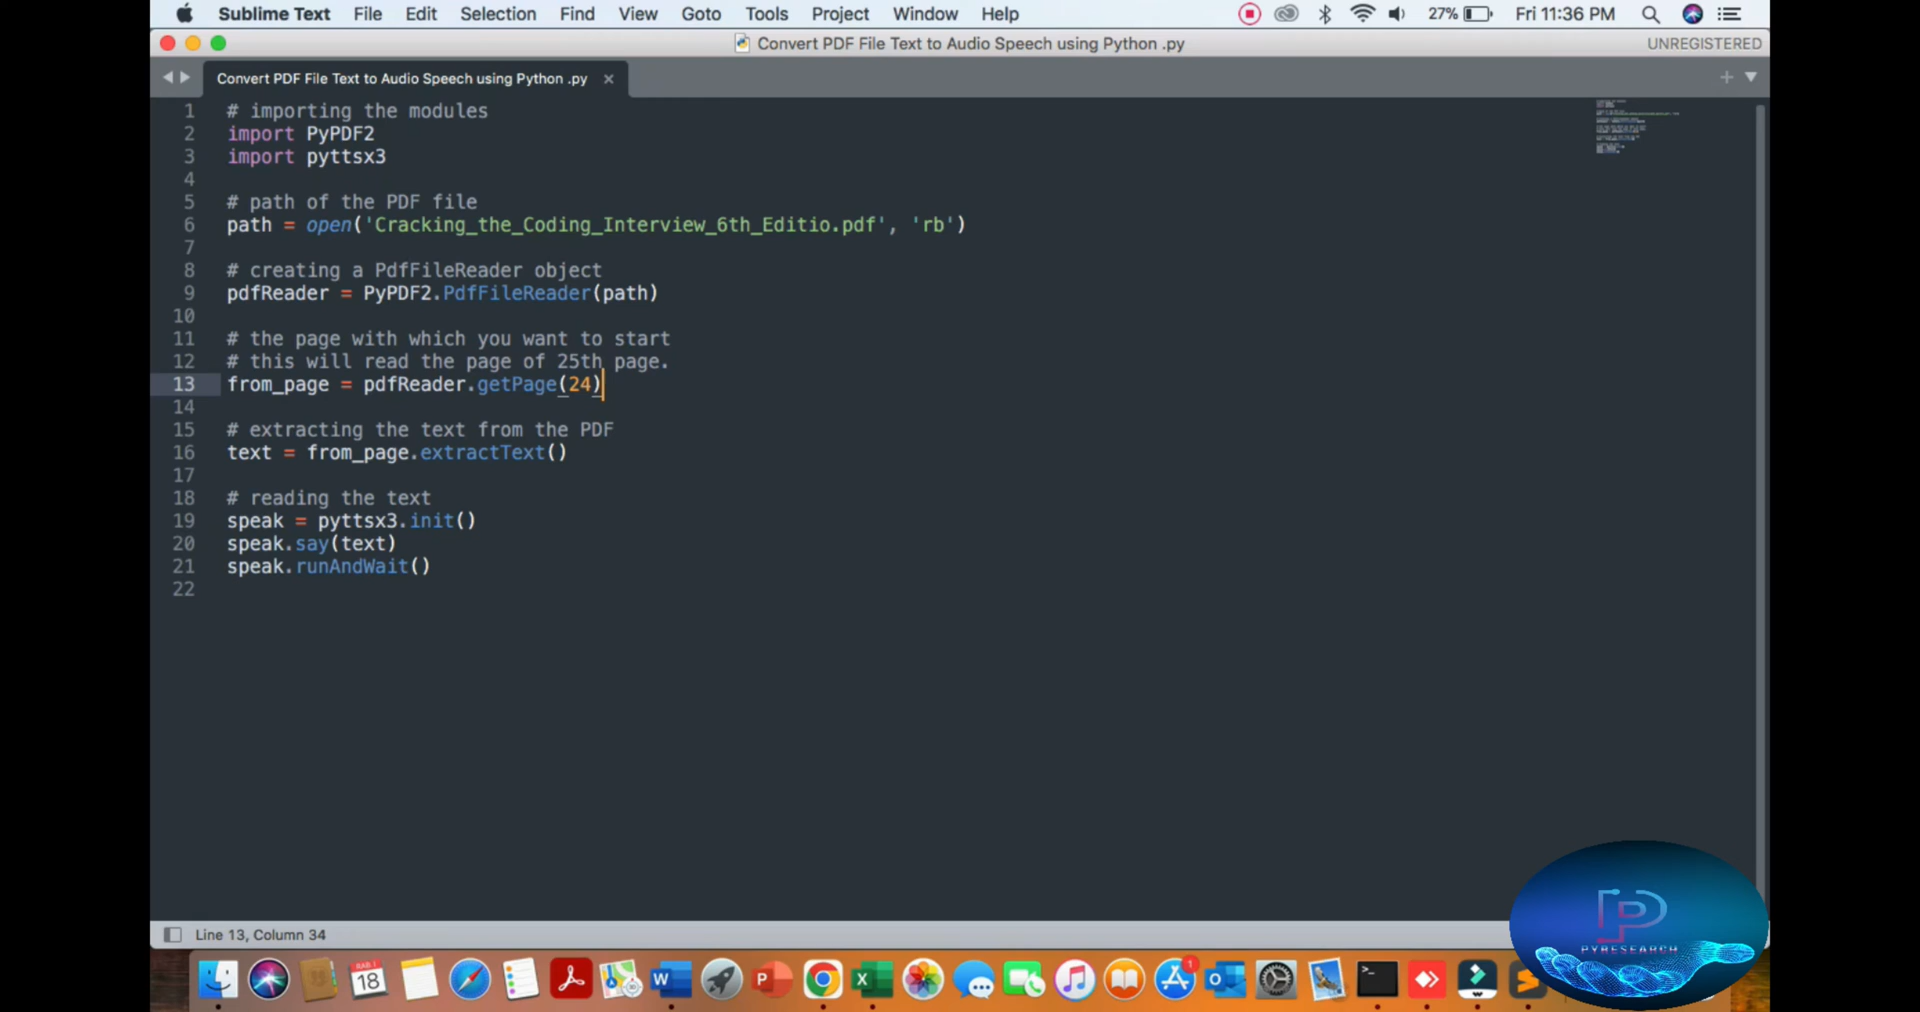 Sublime Text File Edit Selection Find View Goto Tools Project Window Help 27% Fri 11:36 PM
Convert PDF File Text to Audio Speech using Python .py UNREGISTERED
Convert PDF File Text to Audio Speech using Python .py
1 # importing the modules
2 import PyPDF2
3 import pyttsx3
4
5 # path of the PDF file
6 path = open('Cracking_the_Coding_Interview_6th_Editio.pdf', 'rb')
7
8 # creating a PdfFileReader object
9 pdfReader = PyPDF2.PdfFileReader(path)
10
11 # the page with which you want to start
12 # this will read the page of 25th page.
13 from_page = pdfReader.getPage(24)
14
15 # extracting the text from the PDF
16 text = from_page.extractText()
17
18 # reading the text
19 speak = pyttsx3.init()
20 speak.say(text)
21 speak.runAndWait()
22
PYRESEARCH
Line 13, Column 34
18
1